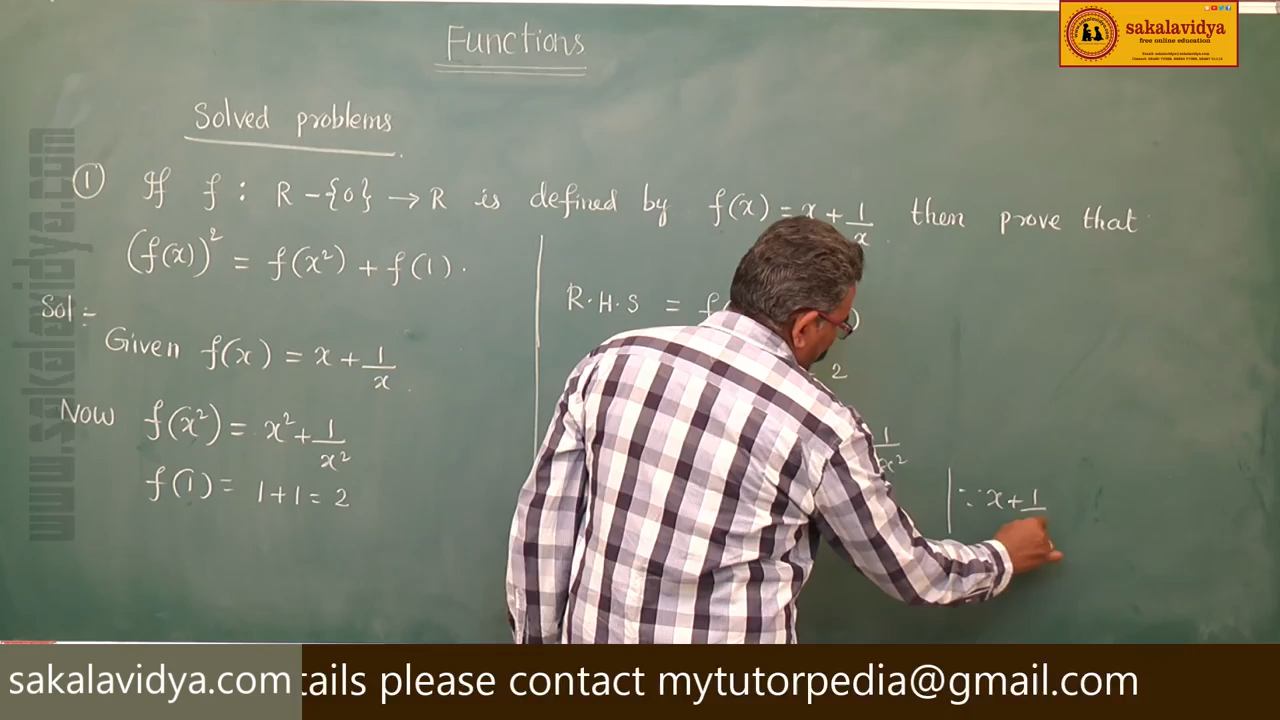 Functions
sakalavidya
free online education
Solved problems
① If f : R - {0} → R is defined by f(x) = x + 1/x then prove that
(f(x))² = f(x²) + f(1).
Sol :-
Given f(x) = x + 1/x.
Now f(x²) = x² + 1/x²
f(1) = 1 + 1 = 2
R.H.S = f
)
2
1/x²
∵ x + 1
www.sakalavidya.com
sakalavidya.com tails please contact mytutorpedia@gmail.com